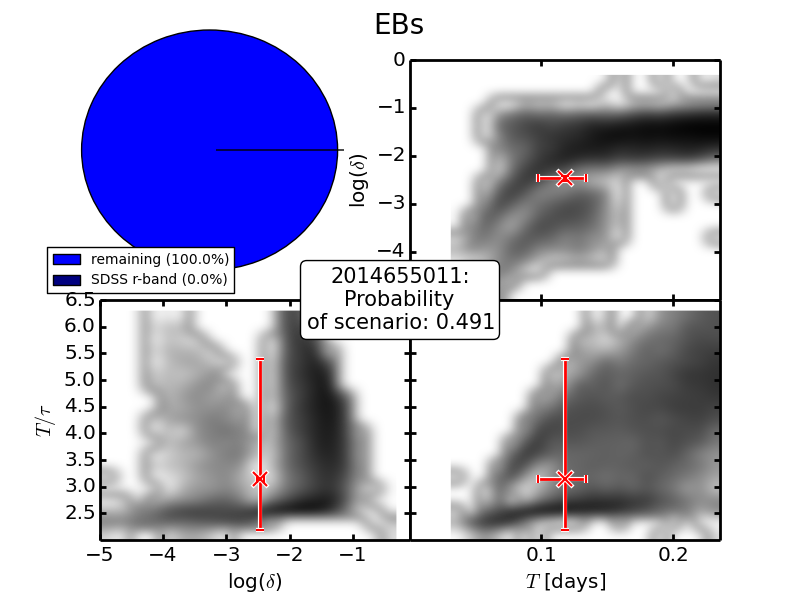 EBs
0
−1
−2
−3
−4
log(δ)
remaining (100.0%)
SDSS r-band (0.0%)
2014655011:
Probability
of scenario: 0.491
6.5
6.0
5.5
5.0
4.5
4.0
3.5
3.0
2.5
T/τ
−5 −4 −3 −2 −1
log(δ)
0.1 0.2
T [days]